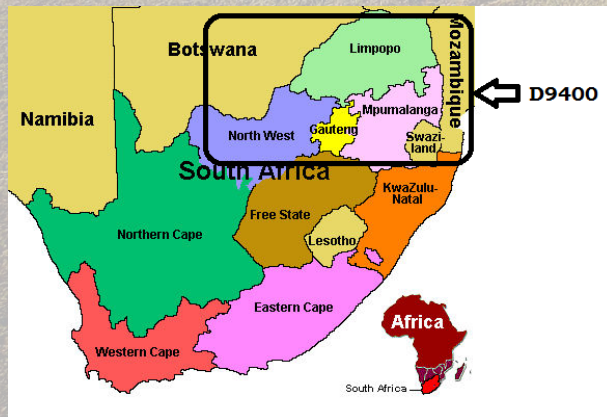 Botswana
Limpopo
Mozambique
D9400
Namibia
Mpumalanga
North West
Gauteng
Swazi-
land
South Africa
KwaZulu-
Natal
Free State
Northern Cape
Lesotho
Eastern Cape
Africa
Western Cape
South Africa